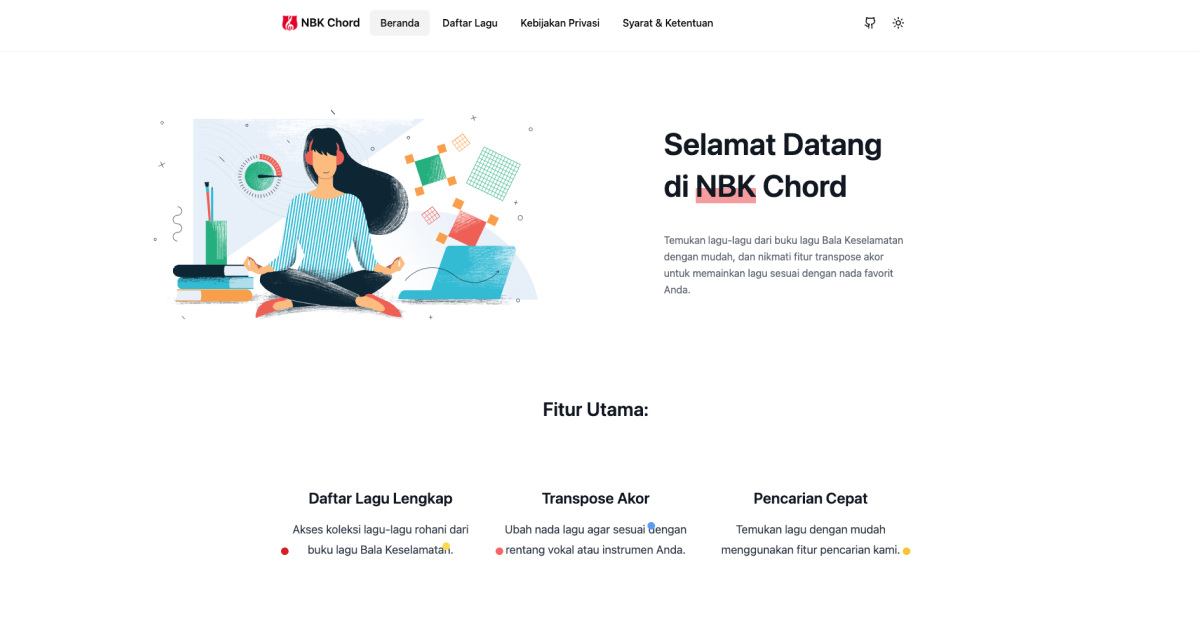 NBK Chord Beranda Daftar Lagu Kebijakan Privasi Syarat & Ketentuan
Selamat Datang
di NBK Chord
Temukan lagu-lagu dari buku lagu Bala Keselamatan
dengan mudah, dan nikmati fitur transpose akor
untuk memainkan lagu sesuai dengan nada favorit
Anda.
Fitur Utama:
Daftar Lagu Lengkap
Akses koleksi lagu-lagu rohani dari
buku lagu Bala Keselamatan.
Transpose Akor
Ubah nada lagu agar sesuai dengan
rentang vokal atau instrumen Anda.
Pencarian Cepat
Temukan lagu dengan mudah
menggunakan fitur pencarian kami.